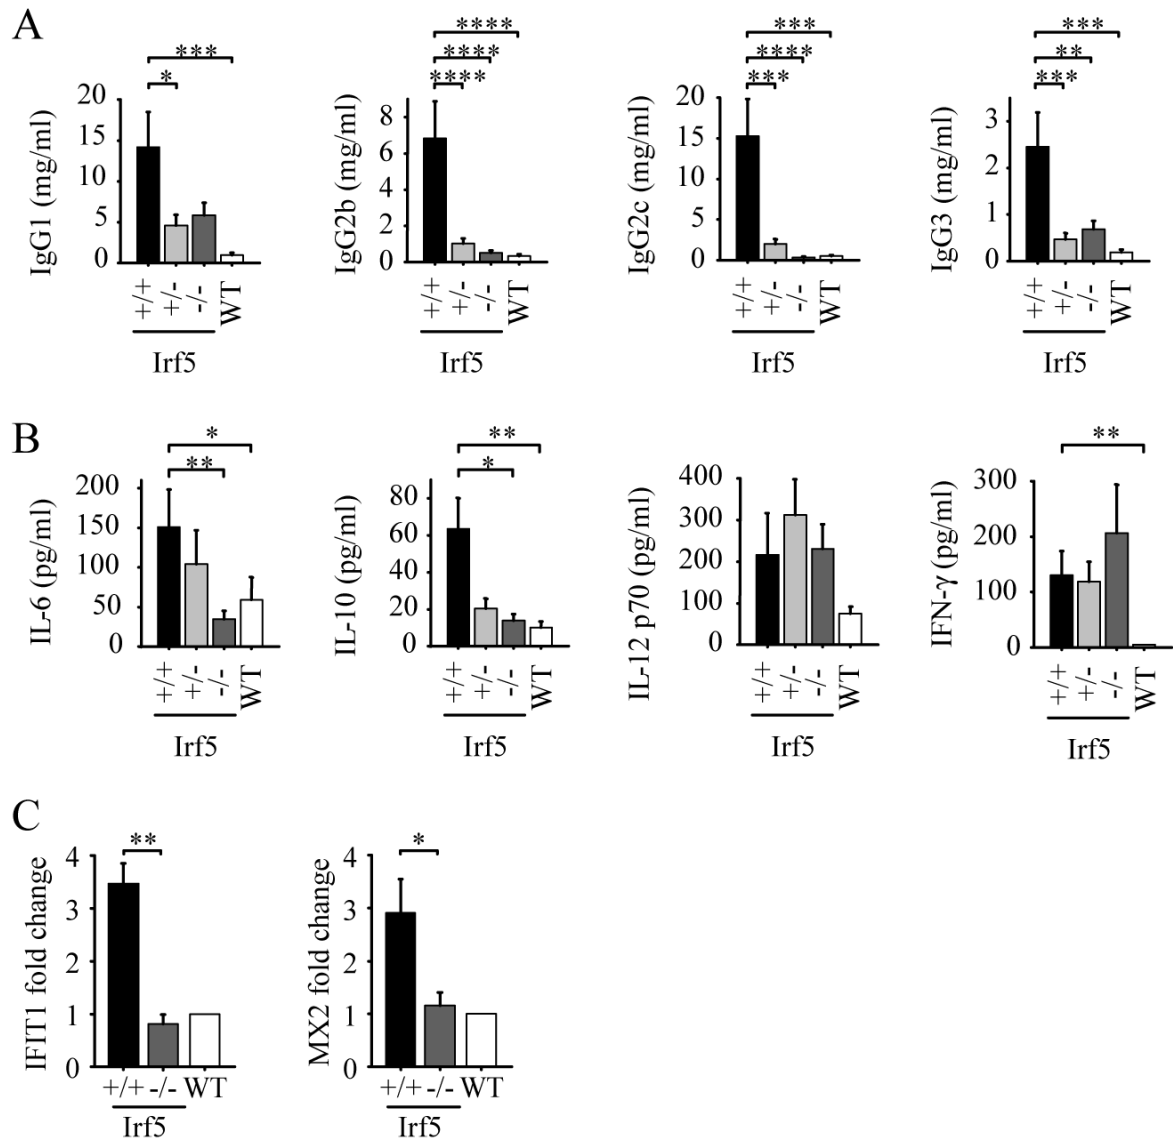 A
*** * **** **** **** *** **** *** *** ** ***
IgG1 (mg/ml) 20 15 10 5 0
IgG2b (mg/ml) 8 6 4 2 0
IgG2c (mg/ml) 20 15 10 5 0
IgG3 (mg/ml) 3 2 1 0
+/+ +/- -/- WT +/+ +/- -/- WT +/+ +/- -/- WT +/+ +/- -/- WT
Irf5 Irf5 Irf5 Irf5
B
* ** ** * **
IL-6 (pg/ml) 200 150 100 50 0
IL-10 (pg/ml) 80 60 40 20 0
IL-12 p70 (pg/ml) 400 300 200 100 0
IFN-γ (pg/ml) 300 200 100 0
+/+ +/- -/- WT +/+ +/- -/- WT +/+ +/- -/- WT +/+ +/- -/- WT
Irf5 Irf5 Irf5 Irf5
C
** *
IFIT1 fold change 4 3 2 1 0
MX2 fold change 4 3 2 1 0
+/+ -/- WT +/+ -/- WT
Irf5 Irf5